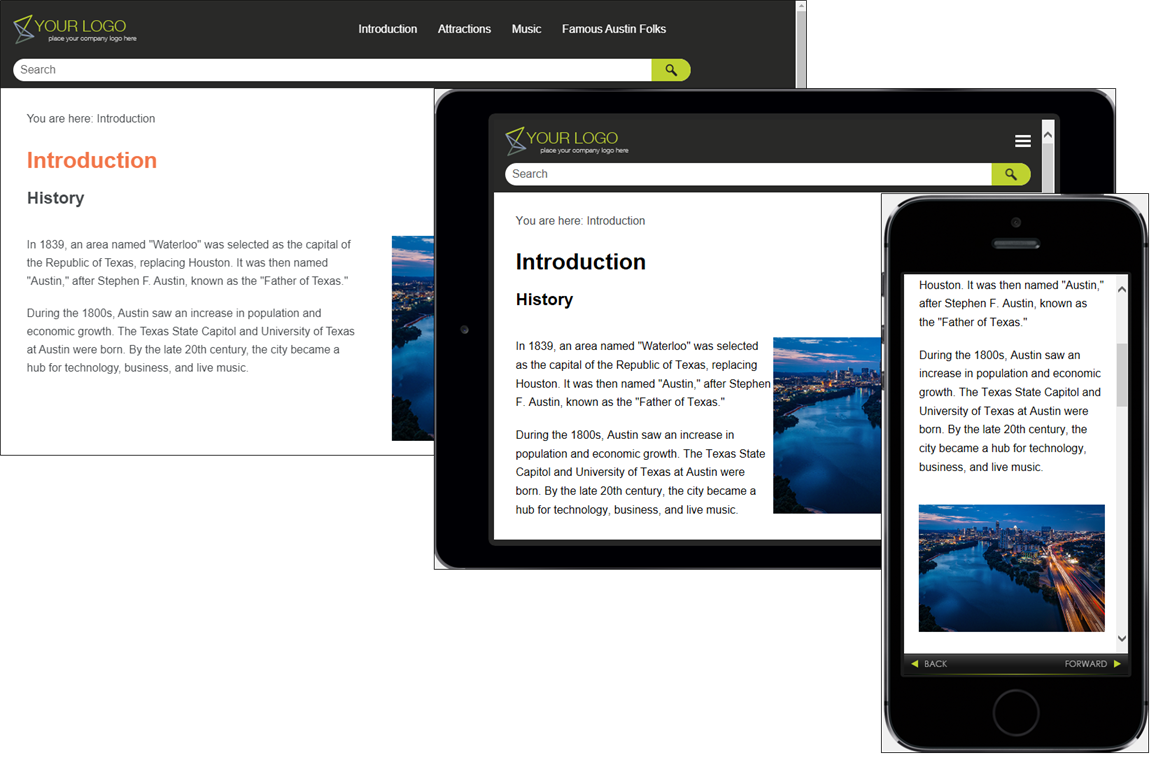 YOUR LOGO
place your company logo here
Introduction Attractions Music Famous Austin Folks
Search
You are here: Introduction
Introduction
History
In 1839, an area named "Waterloo" was selected as the capital of
the Republic of Texas, replacing Houston. It was then named
"Austin," after Stephen F. Austin, known as the "Father of Texas."
During the 1800s, Austin saw an increase in population and
economic growth. The Texas State Capitol and University of Texas
at Austin were born. By the late 20th century, the city became a
hub for technology, business, and live music.
YOUR LOGO
place your company logo here
Search
You are here: Introduction
Introduction
History
In 1839, an area named "Waterloo" was selected
as the capital of the Republic of Texas, replacing
Houston. It was then named "Austin," after Stephen
F. Austin, known as the "Father of Texas."
During the 1800s, Austin saw an increase in
population and economic growth. The Texas State
Capitol and University of Texas at Austin were
born. By the late 20th century, the city became a
hub for technology, business, and live music.
Houston. It was then named "Austin,"
after Stephen F. Austin, known as
the "Father of Texas."
During the 1800s, Austin saw an
increase in population and economic
growth. The Texas State Capitol and
University of Texas at Austin were
born. By the late 20th century, the
city became a hub for technology,
business, and live music.
BACK FORWARD